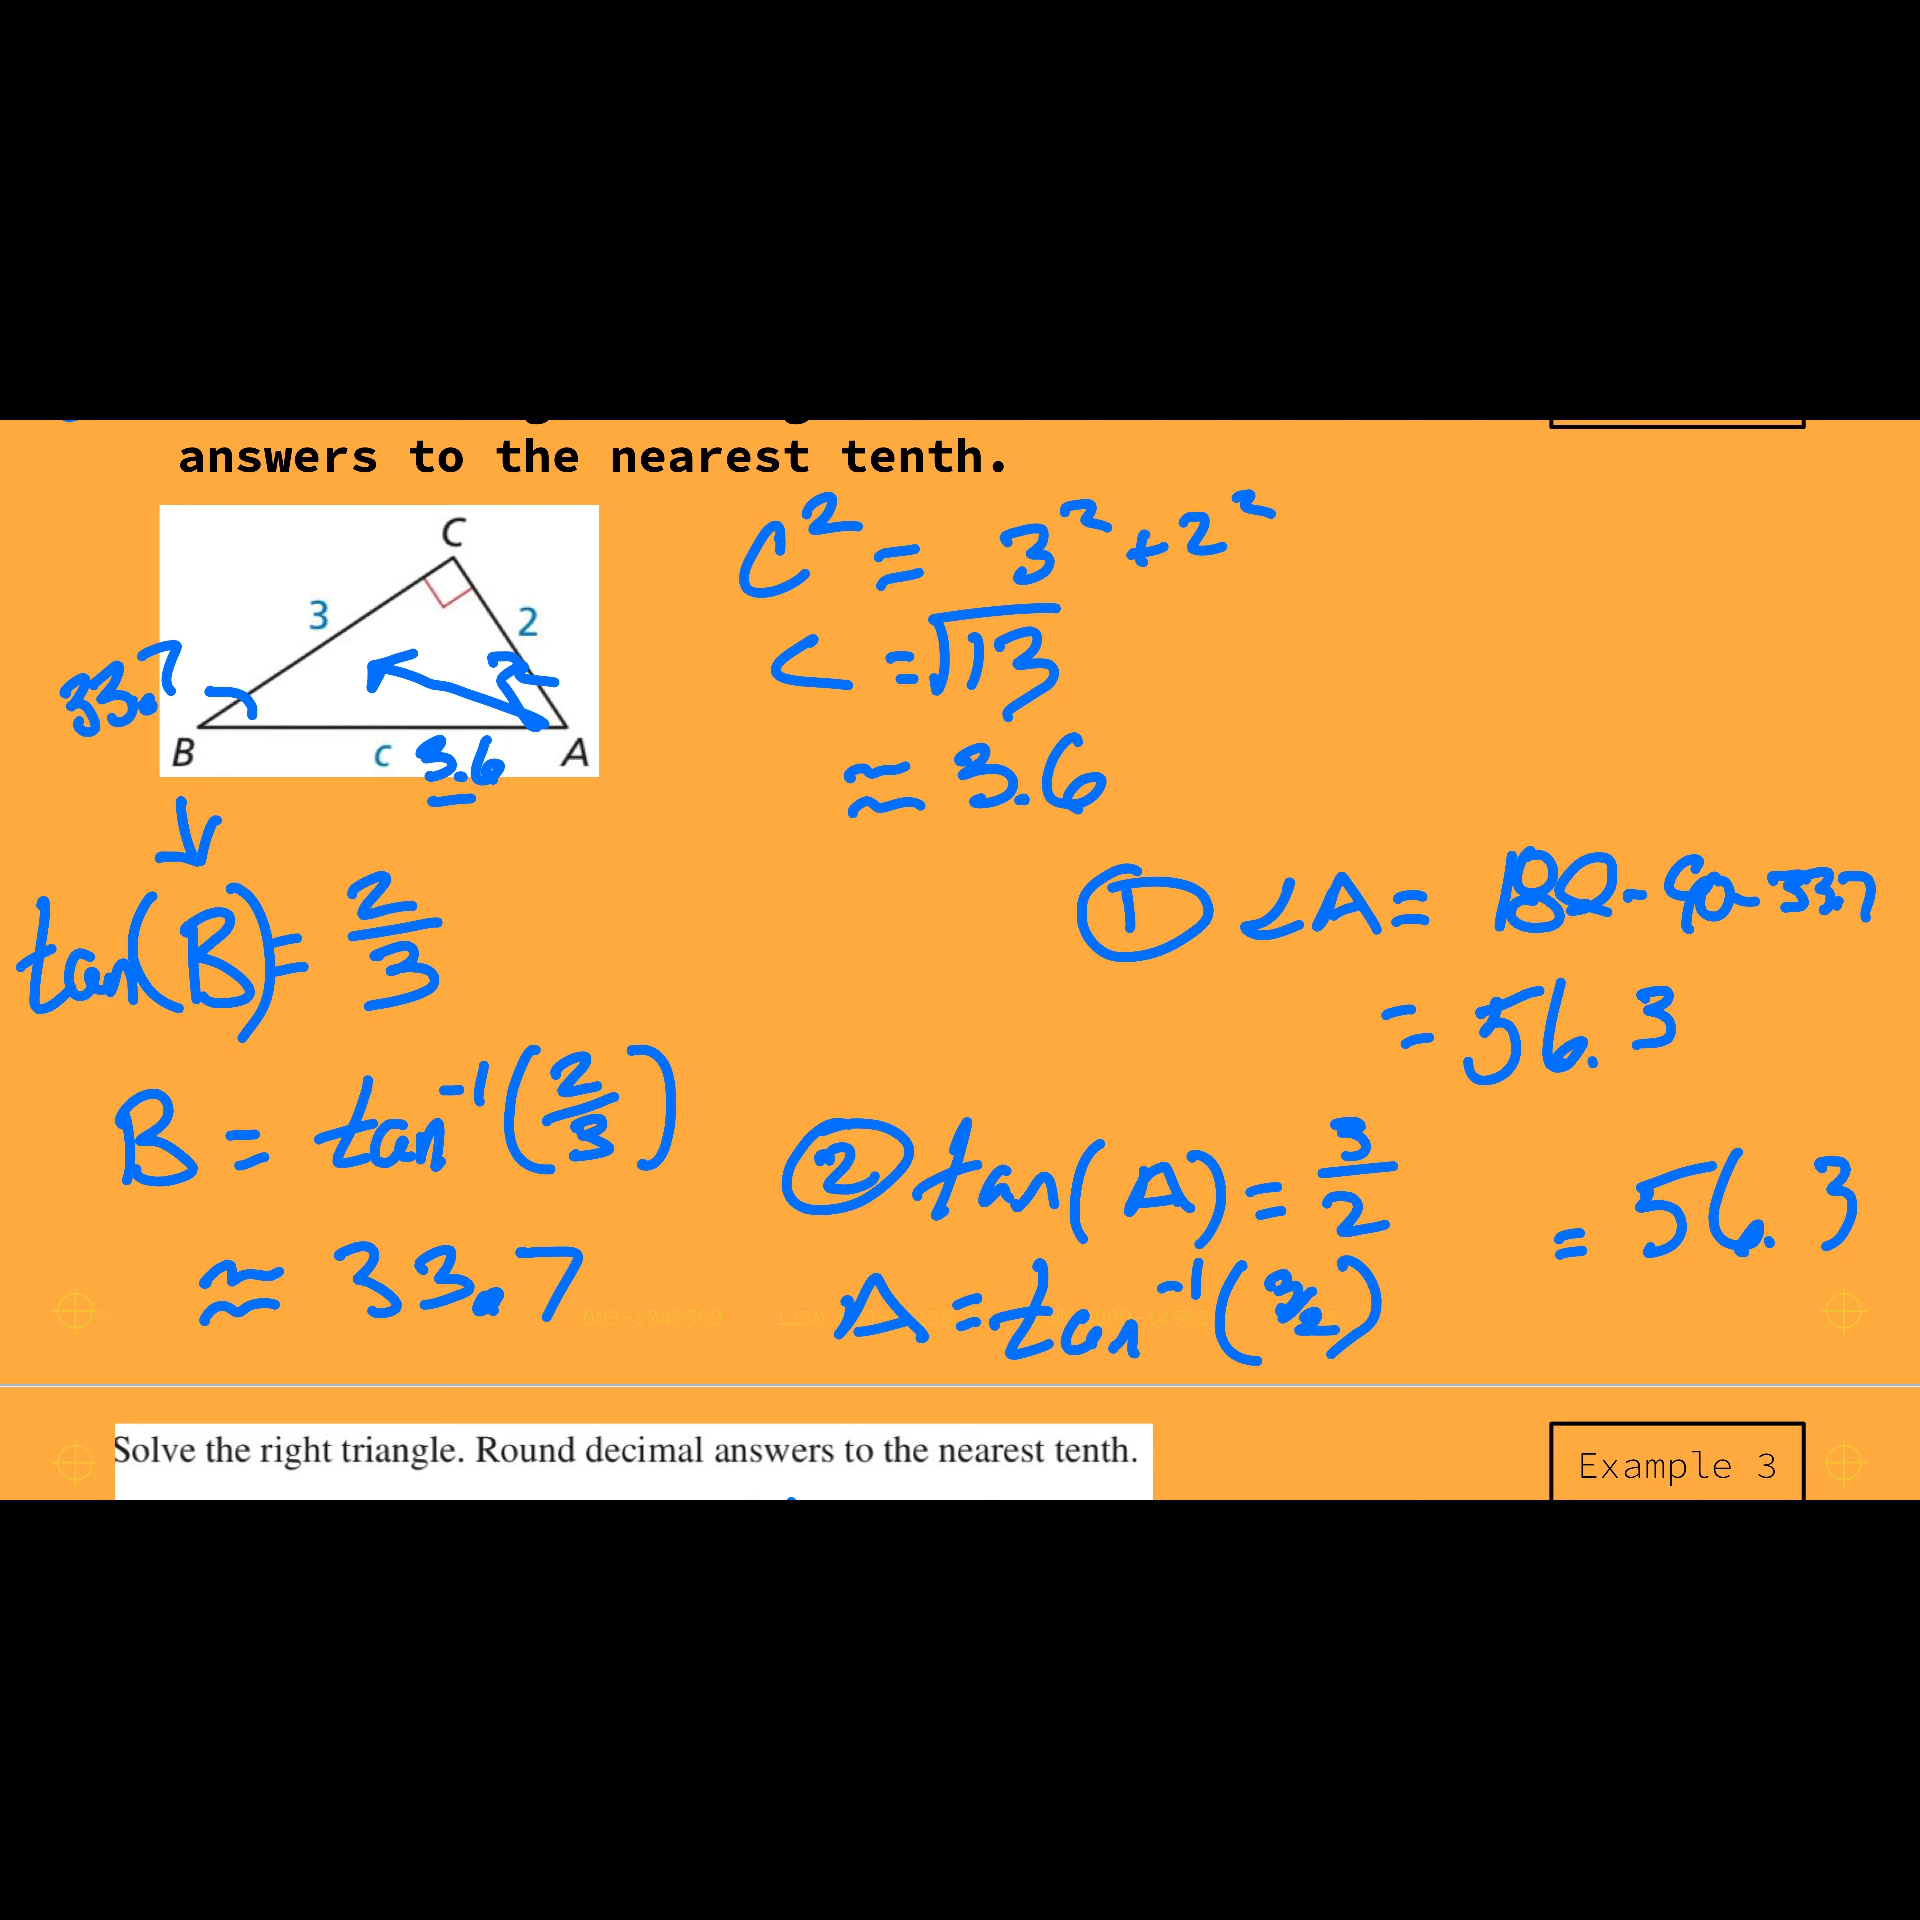 answers to the nearest tenth.
C
3
2
33.7
B
c
3.6
A
C² = 3² + 2²
C = √13
≈ 3.6
tan(B) = 2/3
B = tan⁻¹(2/3)
≈ 33.7
① ∠A = 180 - 90 - 33.7
= 56.3
② tan(A) = 3/2
A = tan⁻¹(3/2)
= 56.3
Solve the right triangle. Round decimal answers to the nearest tenth.
Example 3